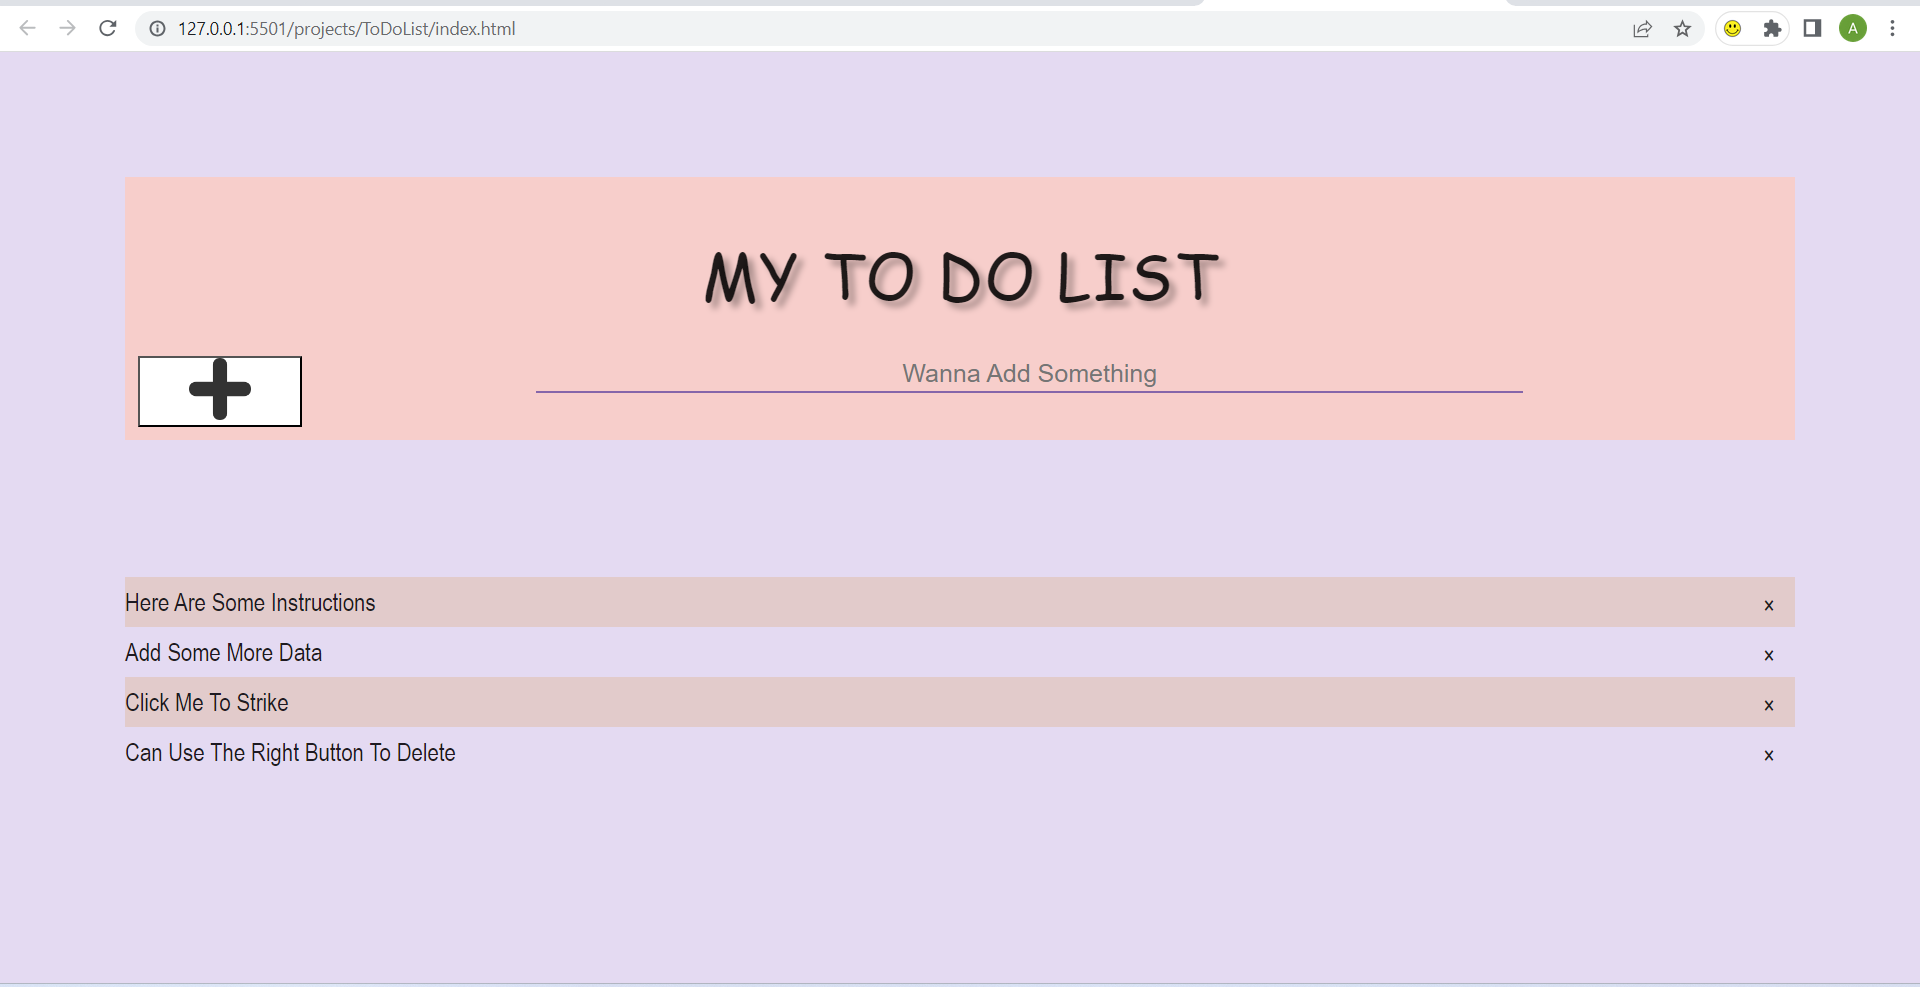 127.0.0.1:5501/projects/ToDoList/index.html
A
MY TO DO LIST
Wanna Add Something
Here Are Some Instructions x
Add Some More Data x
Click Me To Strike x
Can Use The Right Button To Delete x